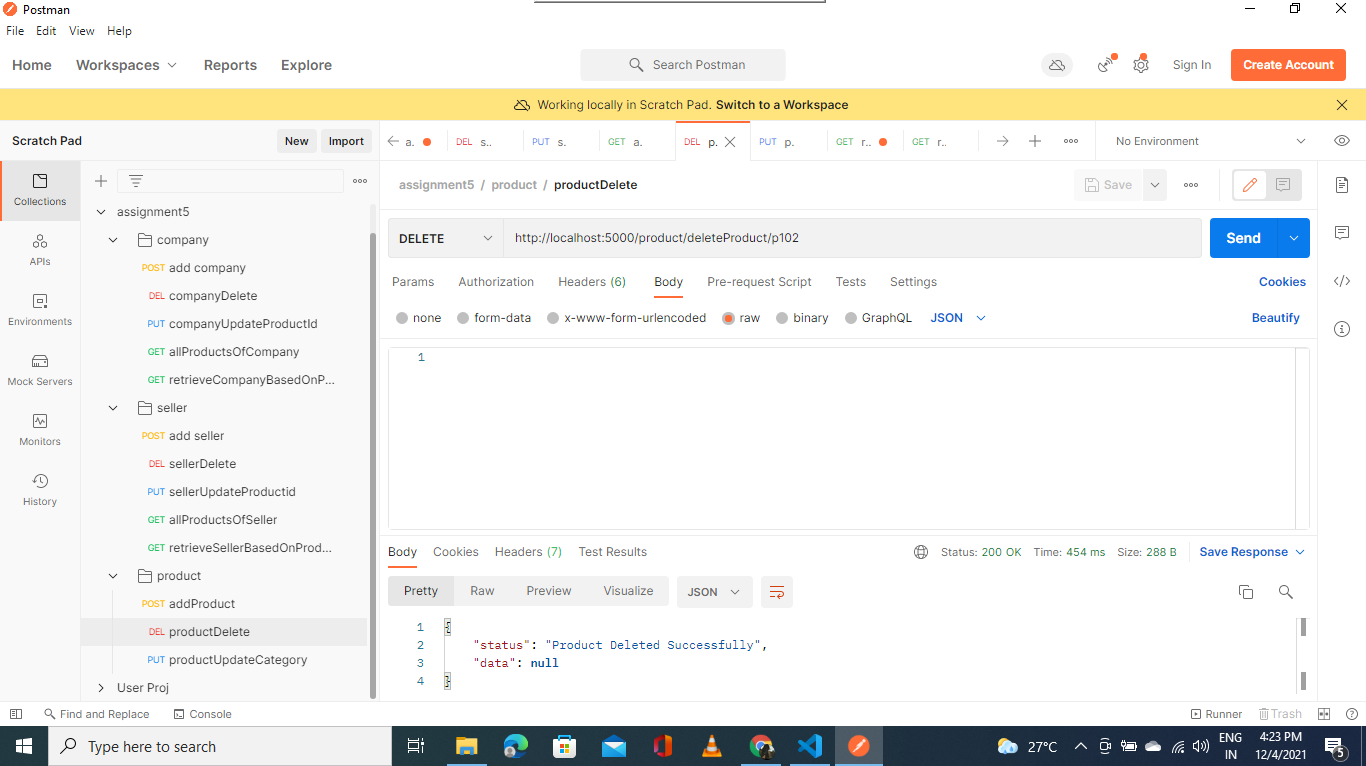 Postman
File Edit View Help
Home Workspaces Reports Explore Search Postman Sign In Create Account
Working locally in Scratch Pad. Switch to a Workspace
Scratch Pad New Import
a. DEL s.. PUT s. GET a. DEL p. PUT p. GET r.. GET r.. No Environment
Collections
APIs
Environments
Mock Servers
Monitors
History
assignment5
company
POST add company
DEL companyDelete
PUT companyUpdateProductId
GET allProductsOfCompany
GET retrieveCompanyBasedOnP...
seller
POST add seller
DEL sellerDelete
PUT sellerUpdateProductid
GET allProductsOfSeller
GET retrieveSellerBasedOnProd...
product
POST addProduct
DEL productDelete
PUT productUpdateCategory
User Proj
assignment5 / product / productDelete Save
DELETE http://localhost:5000/product/deleteProduct/p102 Send
Params Authorization Headers (6) Body Pre-request Script Tests Settings Cookies
none form-data x-www-form-urlencoded raw binary GraphQL JSON Beautify
1
Body Cookies Headers (7) Test Results Status: 200 OK Time: 454 ms Size: 288 B Save Response
Pretty Raw Preview Visualize JSON
1 {
2 "status": "Product Deleted Successfully",
3 "data": null
4 }
Find and Replace Console Runner Trash
Type here to search 27°C ENG IN 4:23 PM 12/4/2021 5